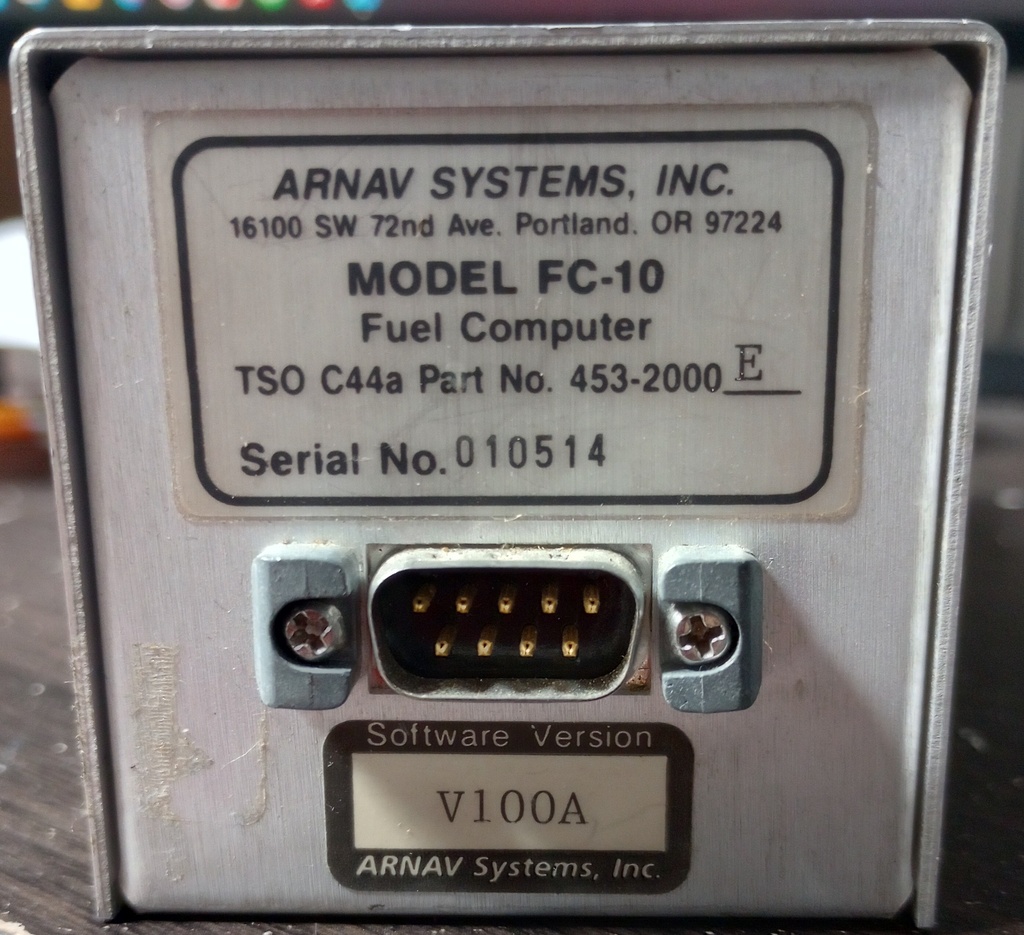 ARNAV SYSTEMS, INC.
16100 SW 72nd Ave. Portland. OR 97224
MODEL FC-10
Fuel Computer
TSO C44a Part No. 453-2000 E
Serial No. 010514
Software Version
V100A
ARNAV Systems, Inc.